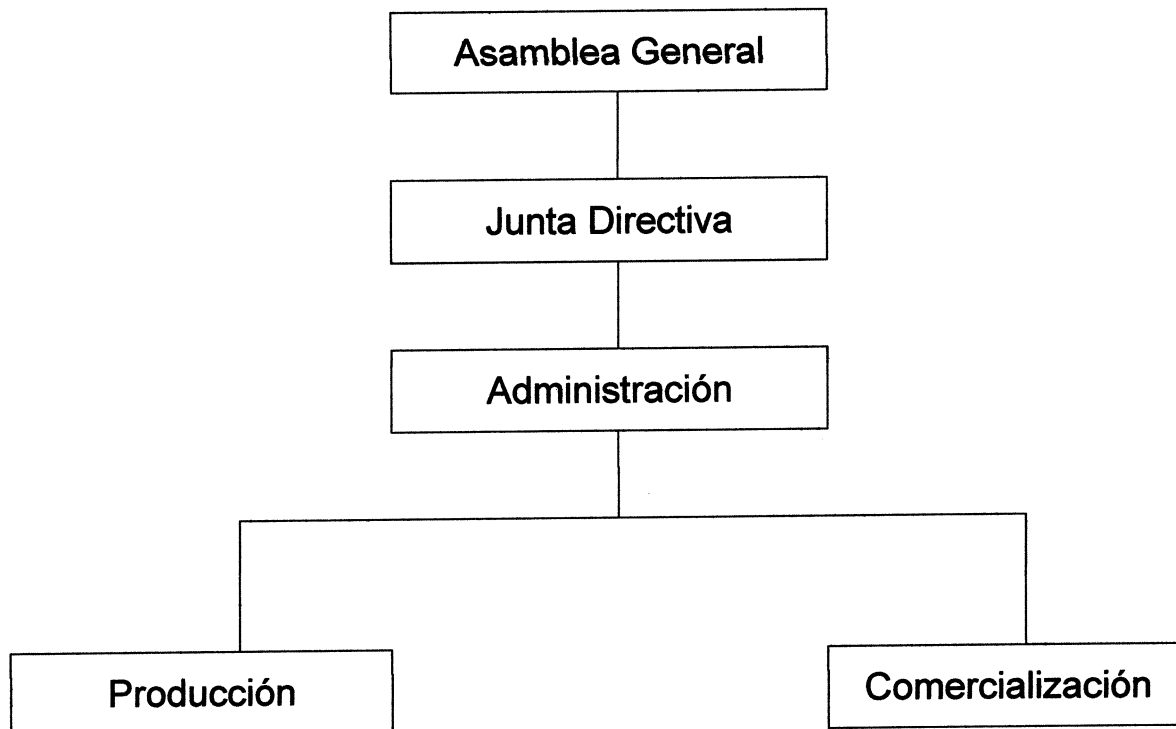 Asamblea General
Junta Directiva
Administración
Producción
Comercialización